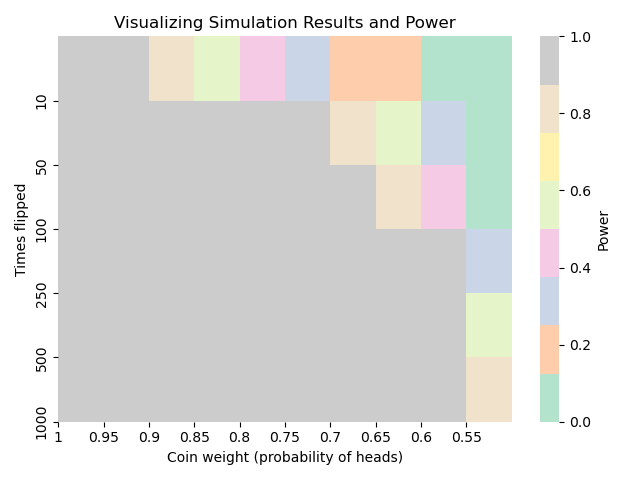 Visualizing Simulation Results and Power
Times flipped
10
50
100
250
500
1000
1 0.95 0.9 0.85 0.8 0.75 0.7 0.65 0.6 0.55
Coin weight (probability of heads)
1.0
0.8
0.6
0.4
0.2
0.0
Power